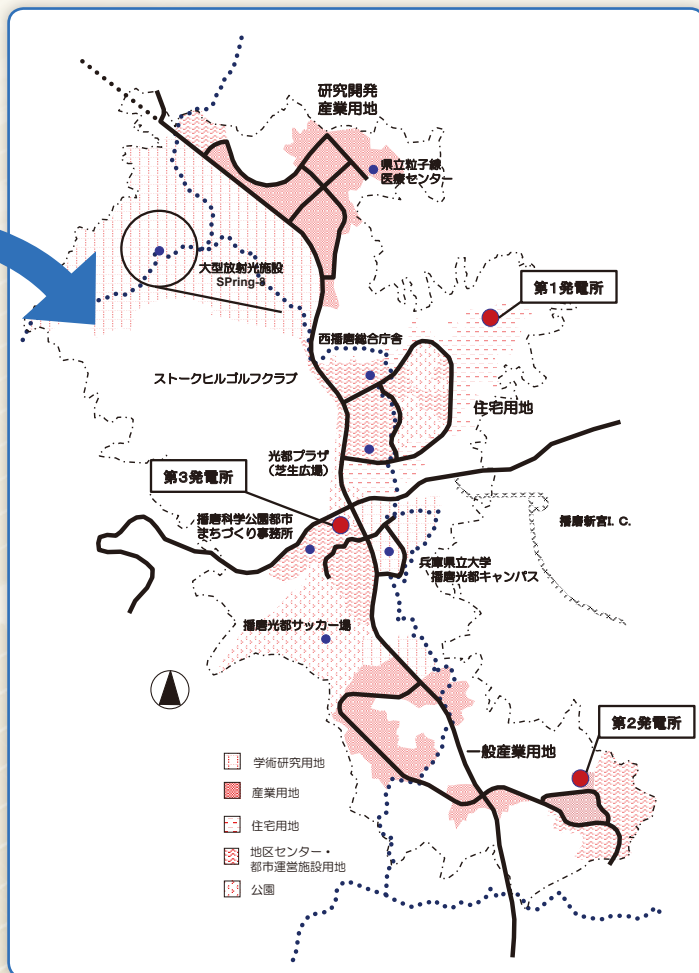 研究開発
産業用地
県立粒子線
医療センター
大型放射光施設
SPring-8
第1発電所
西播磨総合庁舎
ストークヒルゴルフクラブ
住宅用地
光都プラザ
（芝生広場）
第3発電所
播磨科学公園都市
まちづくり事務所
播磨新宮I. C.
兵庫県立大学
播磨光都キャンパス
播磨光都サッカー場
第2発電所
一般産業用地
学術研究用地
産業用地
住宅用地
地区センター・
都市運営施設用地
公園